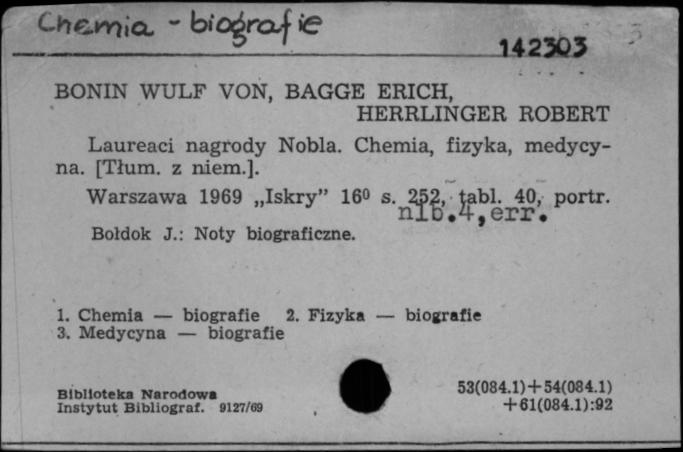 Chemia - biografie
142303
BONIN WULF VON, BAGGE ERICH,
HERRLINGER ROBERT
Laureaci nagrody Nobla. Chemia, fizyka, medycy-
na. [Tłum. z niem.].
Warszawa 1969 „Iskry” 16⁰ s. 252, tabl. 40, portr.
nlb.4,err.
Bołdok J.: Noty biograficzne.
1. Chemia — biografie 2. Fizyka — biografie
3. Medycyna — biografie
Biblioteka Narodowa
Instytut Bibliograf. 9127/69
53(084.1)+54(084.1)
+61(084.1):92